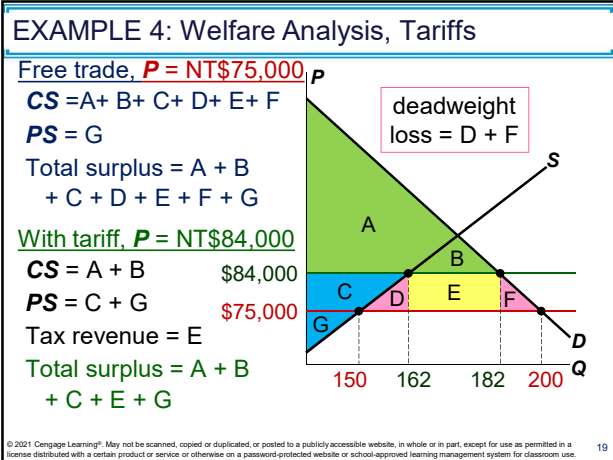 EXAMPLE 4: Welfare Analysis, Tariffs
Free trade, P = NT$75,000
CS =A+ B+ C+ D+ E+ F
PS = G
Total surplus = A + B
+ C + D + E + F + G
With tariff, P = NT$84,000
CS = A + B
PS = C + G
Tax revenue = E
Total surplus = A + B
+ C + E + G
P
deadweight
loss = D + F
S
A
B
$84,000
C
D
E
F
$75,000
G
D
Q
150
162
182
200
© 2021 Cengage Learning®. May not be scanned, copied or duplicated, or posted to a publicly accessible website, in whole or in part, except for use as permitted in a
license distributed with a certain product or service or otherwise on a password-protected website or school-approved learning management system for classroom use.
19